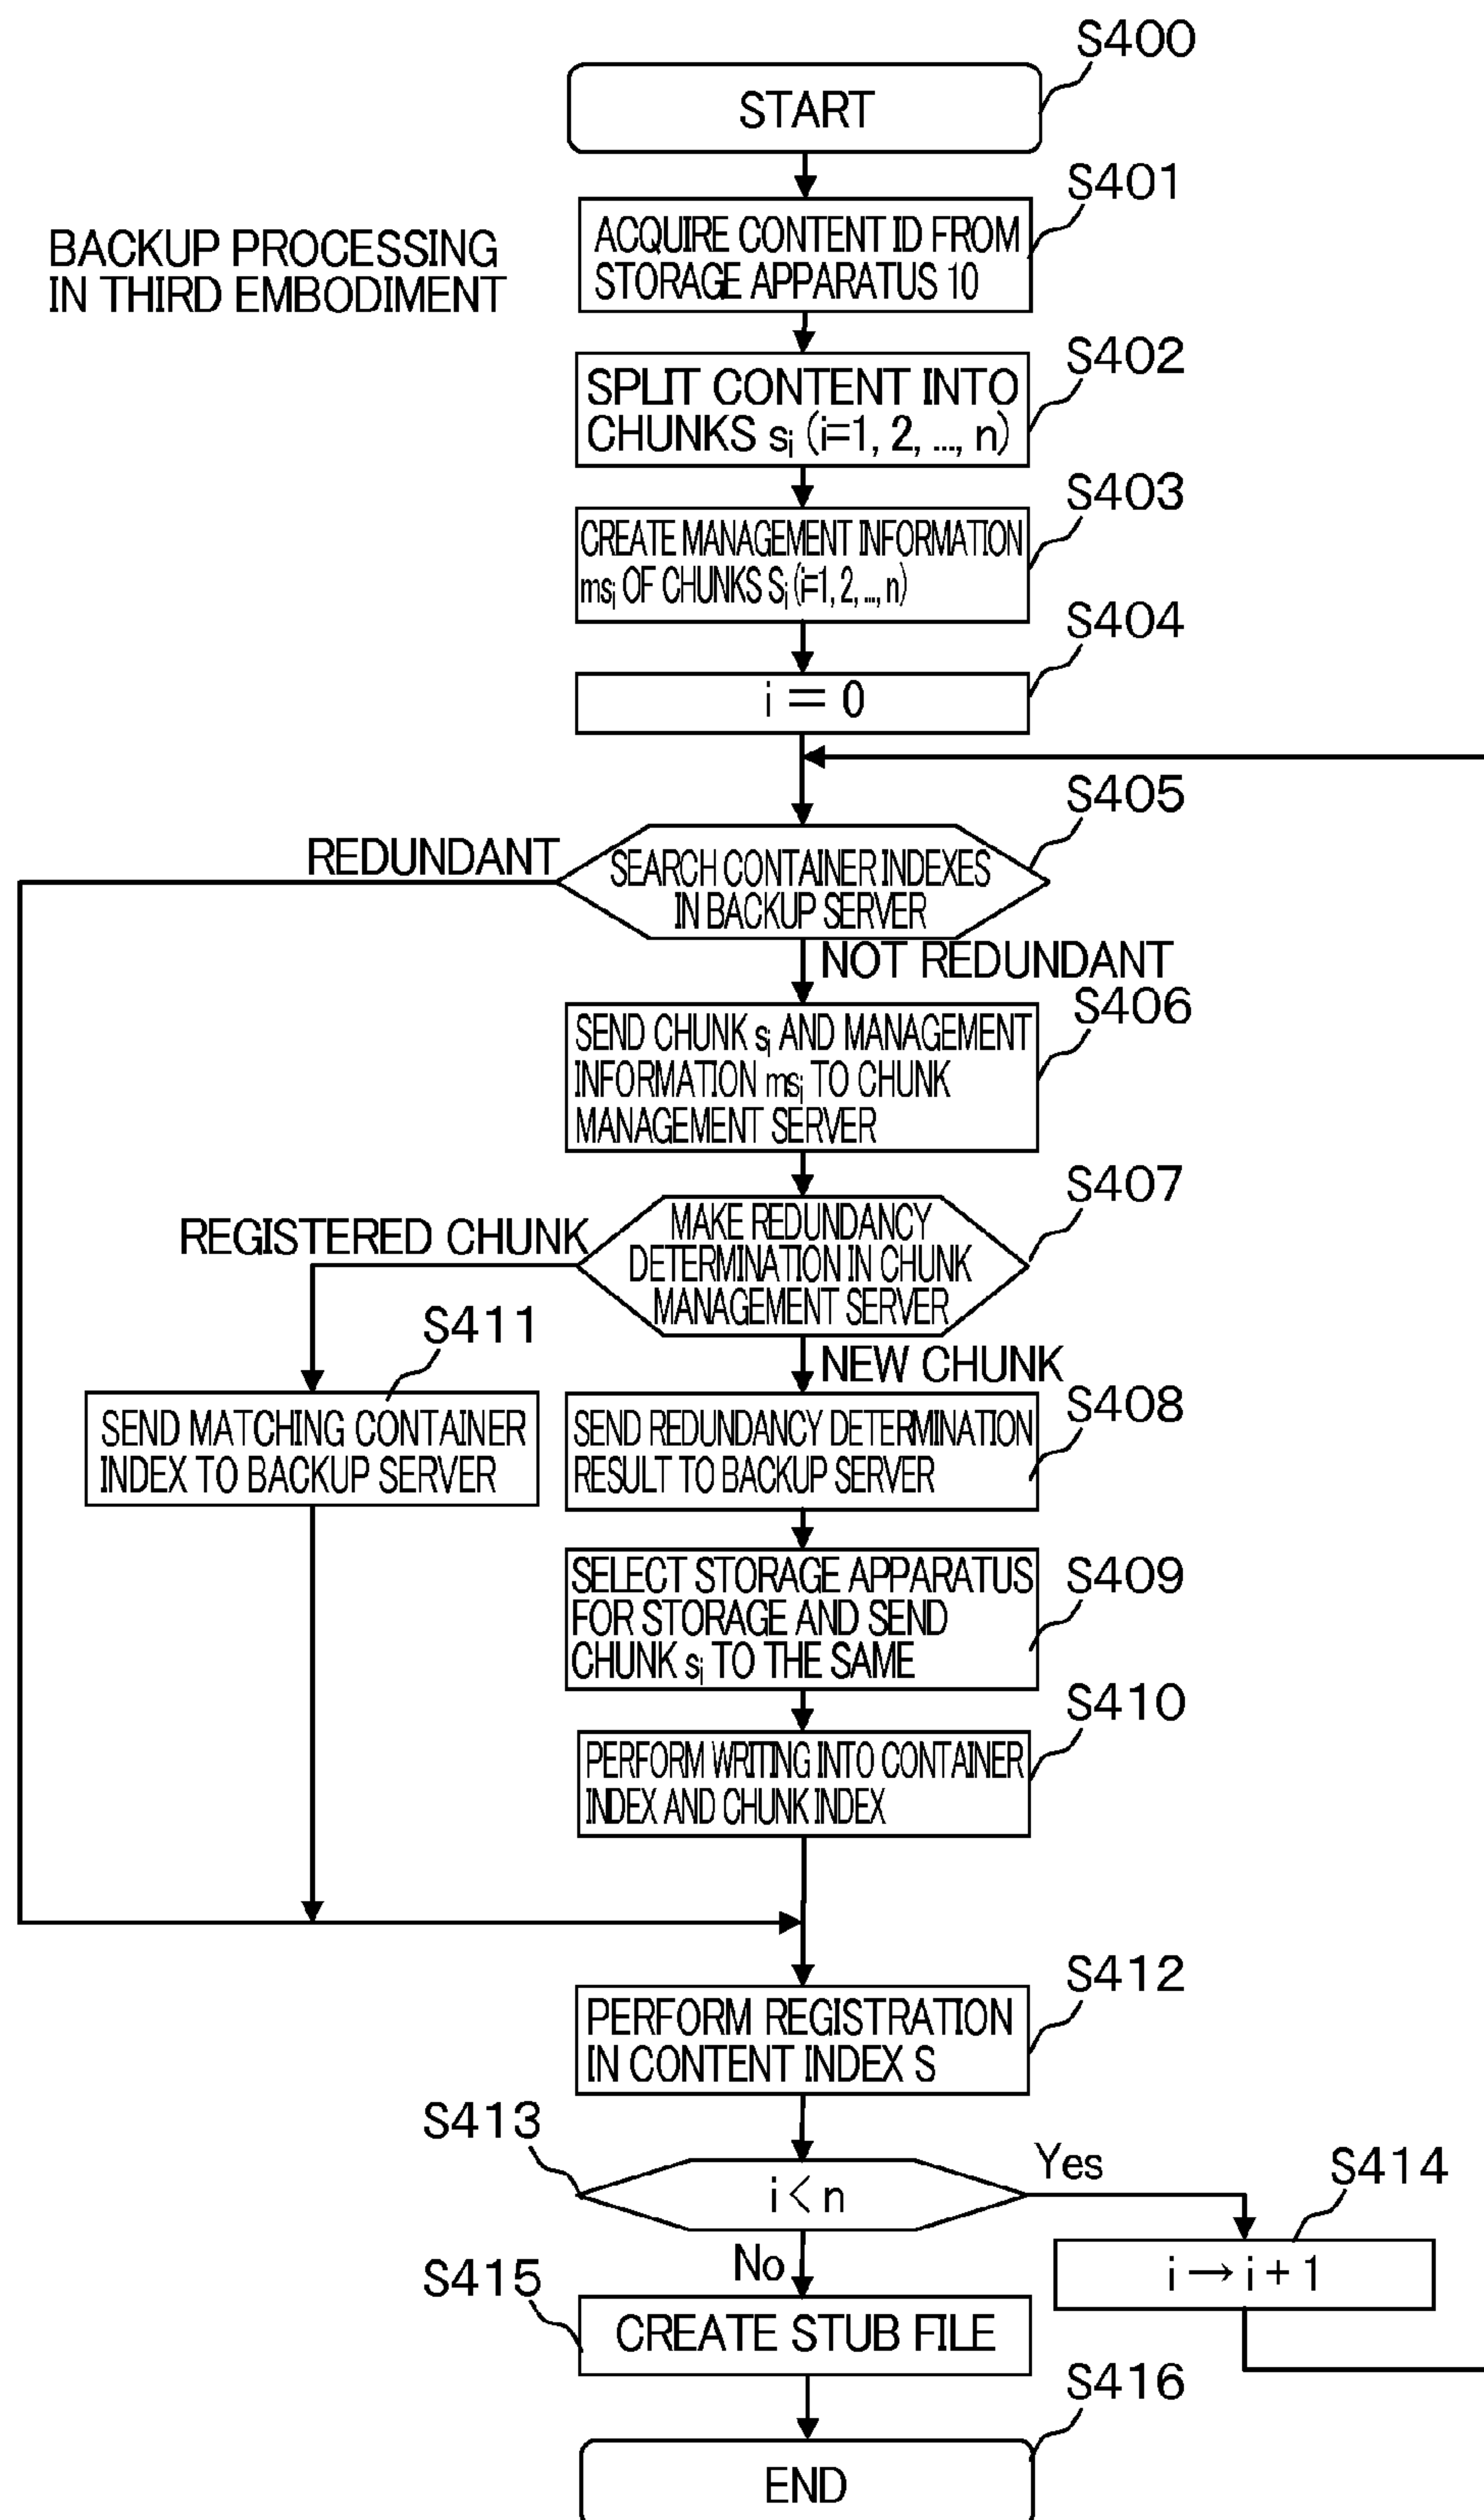 S400
START
S401
BACKUP PROCESSING
IN THIRD EMBODIMENT
ACQUIRE CONTENT ID FROM
STORAGE APPARATUS 10
S402
SPLIT CONTENT INTO
CHUNKS si (i=1, 2, ..., n)
S403
CREATE MANAGEMENT INFORMATION
msi OF CHUNKS Si (i=1, 2, ..., n)
S404
i = 0
S405
REDUNDANT
SEARCH CONTAINER INDEXES
IN BACKUP SERVER
NOT REDUNDANT
S406
SEND CHUNK si AND MANAGEMENT
INFORMATION msi TO CHUNK
MANAGEMENT SERVER
S407
REGISTERED CHUNK
MAKE REDUNDANCY
DETERMINATION IN CHUNK
MANAGEMENT SERVER
S411
NEW CHUNK
S408
SEND MATCHING CONTAINER
INDEX TO BACKUP SERVER
SEND REDUNDANCY DETERMINATION
RESULT TO BACKUP SERVER
S409
SELECT STORAGE APPARATUS
FOR STORAGE AND SEND
CHUNK si TO THE SAME
S410
PERFORM WRITING INTO CONTAINER
INDEX AND CHUNK INDEX
S412
PERFORM REGISTRATION
IN CONTENT INDEX S
S413
i < n
Yes
S414
i → i + 1
No
S415
CREATE STUB FILE
S416
END